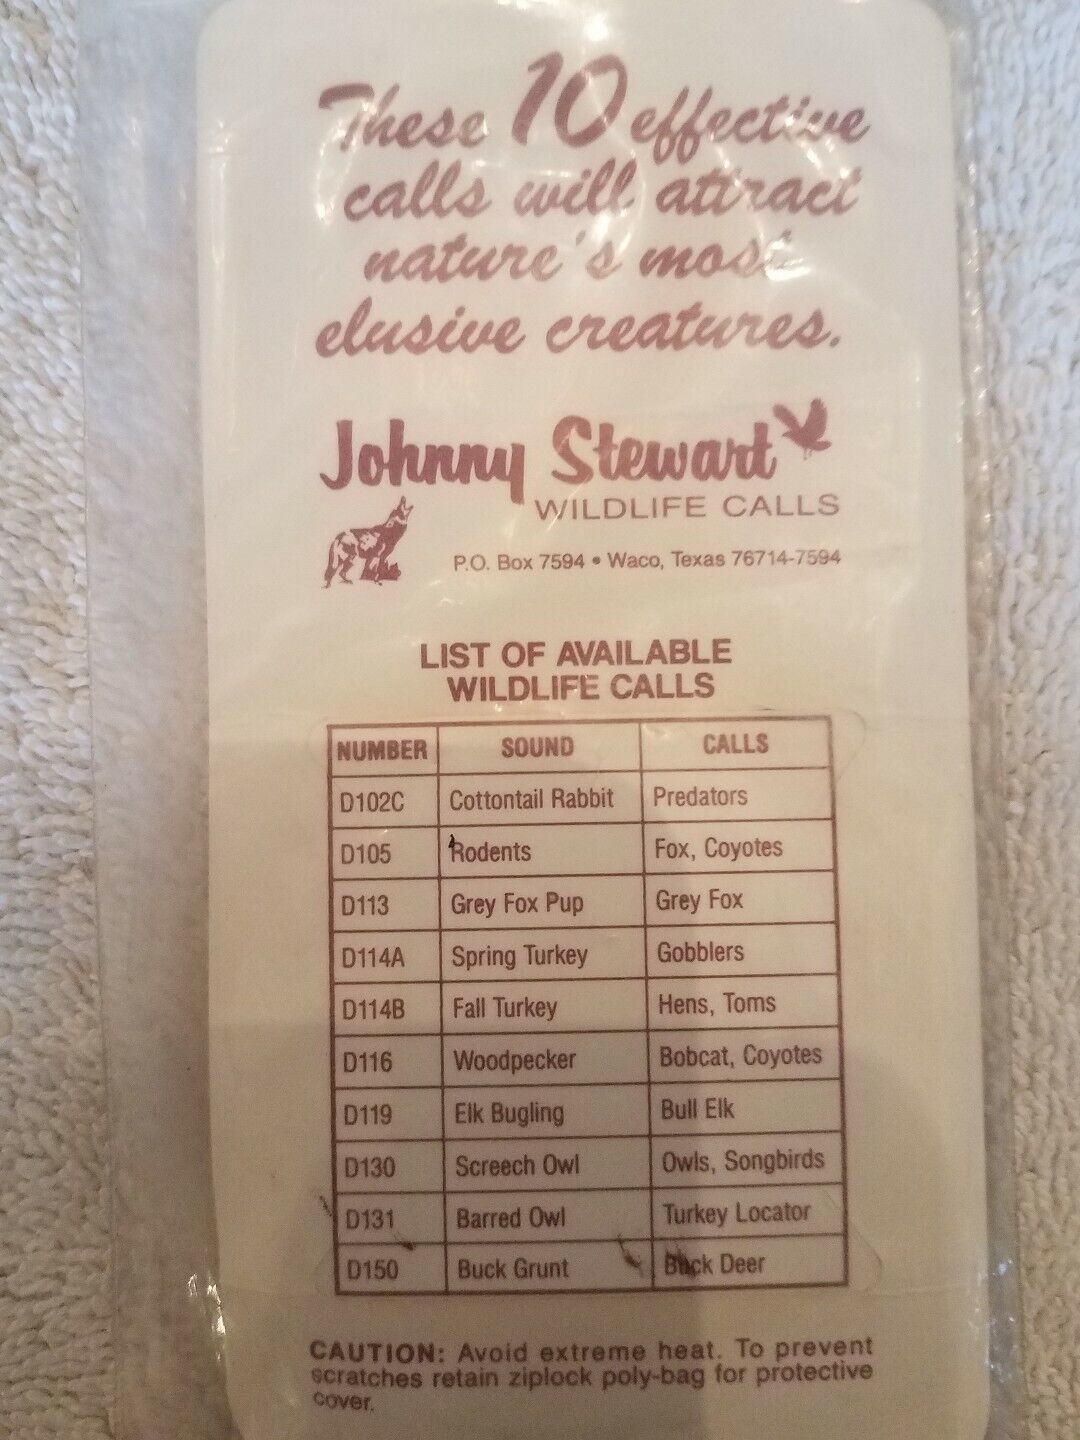 These 10 effective
calls will attract
nature's most
elusive creatures.
Johnny Stewart
WILDLIFE CALLS
P.O. Box 7594 • Waco, Texas 76714-7594
LIST OF AVAILABLE
WILDLIFE CALLS
NUMBER SOUND CALLS
D102C Cottontail Rabbit Predators
D105 Rodents Fox, Coyotes
D113 Grey Fox Pup Grey Fox
D114A Spring Turkey Gobblers
D114B Fall Turkey Hens, Toms
D116 Woodpecker Bobcat, Coyotes
D119 Elk Bugling Bull Elk
D130 Screech Owl Owls, Songbirds
D131 Barred Owl Turkey Locator
D150 Buck Grunt Buck Deer
CAUTION: Avoid extreme heat. To prevent
scratches retain ziplock poly-bag for protective
cover.